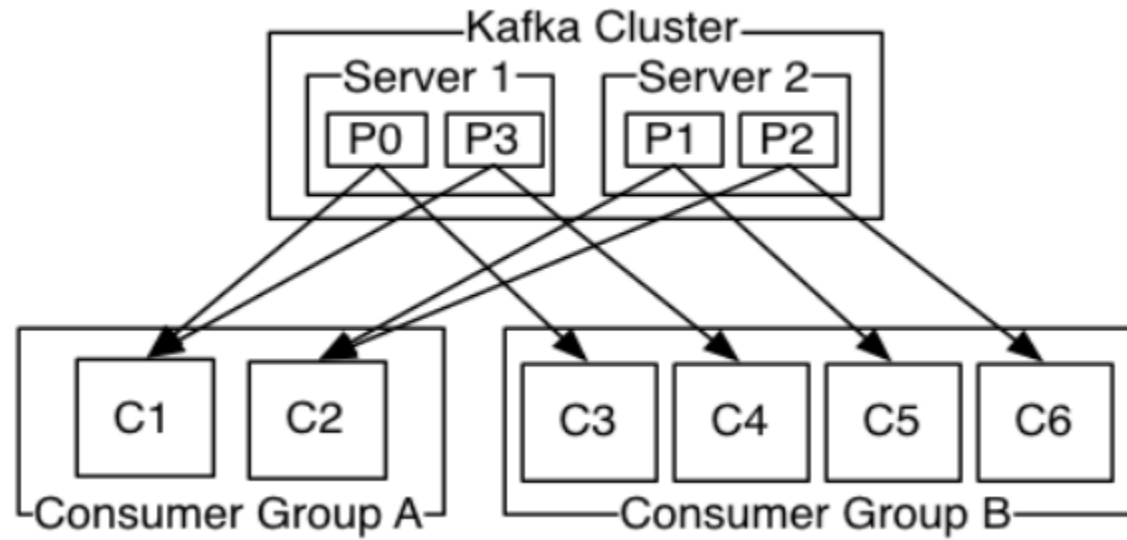 Kafka Cluster
Server 1
Server 2
P0
P3
P1
P2
C1
C2
C3
C4
C5
C6
Consumer Group A
Consumer Group B